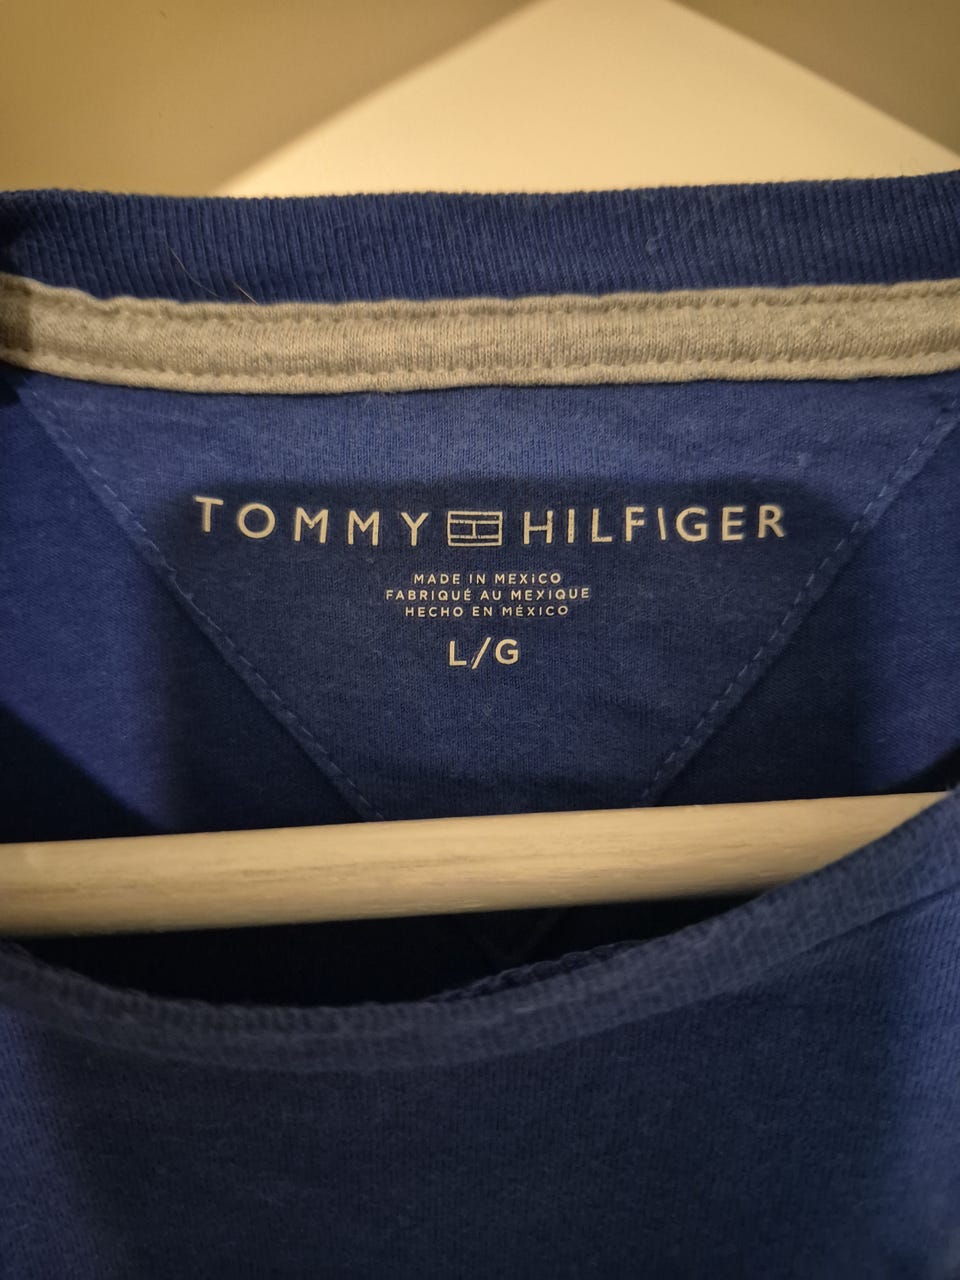 TOMMY HILFIGER
MADE IN MEXICO
FABRIQUÉ AU MEXIQUE
HECHO EN MÉXICO
L/G